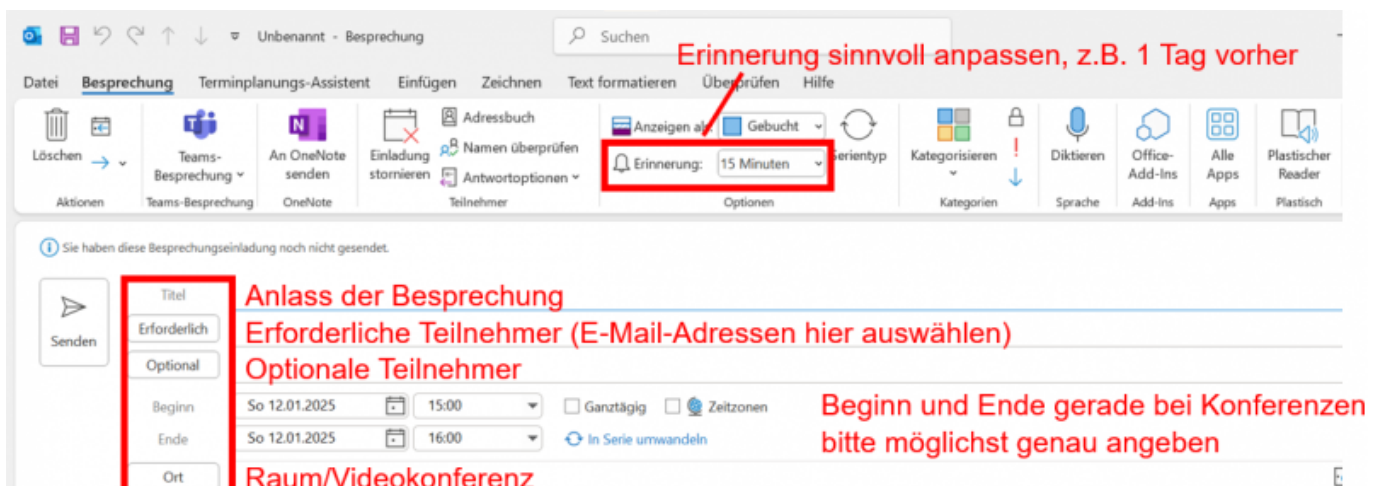 Unbenannt - Besprechung
Suchen
Erinnerung sinnvoll anpassen, z.B. 1 Tag vorher
Datei Besprechung Terminplanungs-Assistent Einfügen Zeichnen Text formatieren Überprüfen Hilfe
Löschen
Teams-
Besprechung
An OneNote
senden
Einladung
stornieren
Adressbuch
Namen überprüfen
Antwortoptionen
Anzeigen als: Gebucht
Erinnerung: 15 Minuten
Serientyp
Kategorisieren
Diktieren
Office-
Add-Ins
Alle
Apps
Plastischer
Reader
Aktionen Teams-Besprechung OneNote Teilnehmer Optionen Kategorien Sprache Add-Ins Apps Plastisch
Sie haben diese Besprechungseinladung noch nicht gesendet.
Senden
Titel Anlass der Besprechung
Erforderlich Erforderliche Teilnehmer (E-Mail-Adressen hier auswählen)
Optional Optionale Teilnehmer
Beginn So 12.01.2025 15:00 Ganztägig Zeitzonen
Ende So 12.01.2025 16:00 In Serie umwandeln
Beginn und Ende gerade bei Konferenzen
bitte möglichst genau angeben
Ort Raum/Videokonferenz